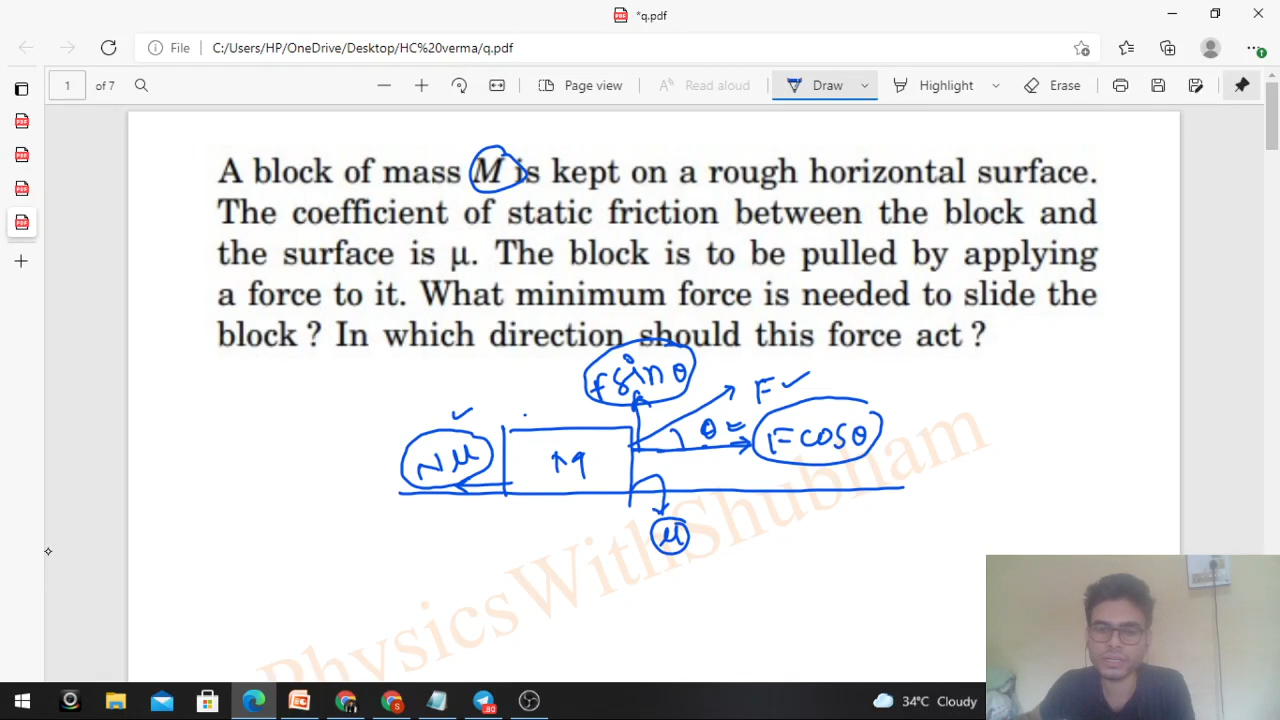 *q.pdf
File C:/Users/HP/OneDrive/Desktop/HC%20verma/q.pdf
1 of 7 Page view Read aloud Draw Highlight Erase
A block of mass M is kept on a rough horizontal surface.
The coefficient of static friction between the block and
the surface is μ. The block is to be pulled by applying
a force to it. What minimum force is needed to slide the
block ? In which direction should this force act ?
f sin θ
F
θ =
F cos θ
Nμ
M
μ
PhysicsWithShubham
34°C Cloudy